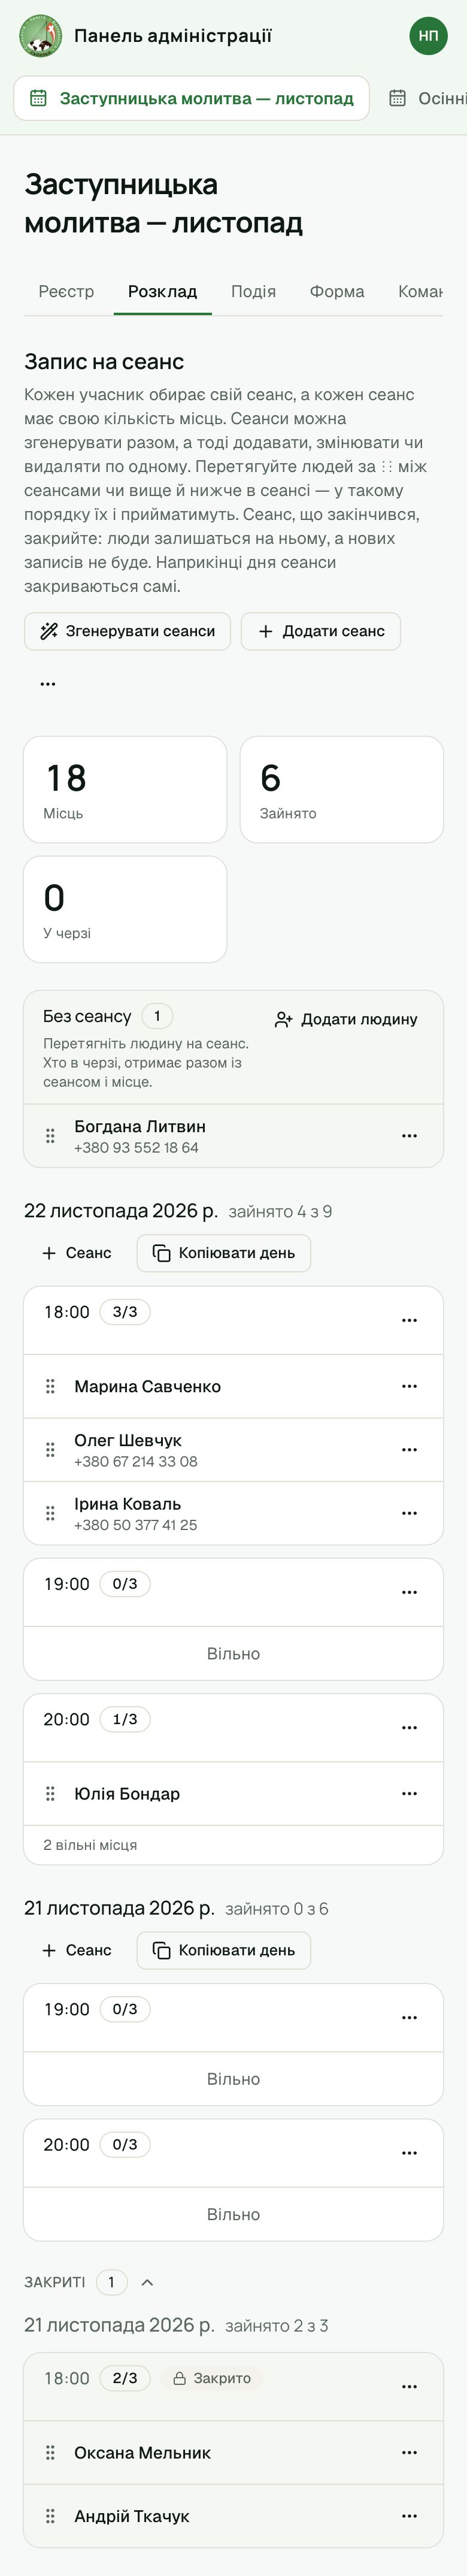 Панель адміністрації
НП
Заступницька молитва — листопад
Осінні
Заступницька
молитва — листопад
Реєстр
Розклад
Подія
Форма
Коман
Запис на сеанс
Кожен учасник обирає свій сеанс, а кожен сеанс
має свою кількість місць. Сеанси можна
згенерувати разом, а тоді додавати, змінювати чи
видаляти по одному. Перетягуйте людей за ⁝⁝ між
сеансами чи вище й нижче в сеансі — у такому
порядку їх і прийматимуть. Сеанс, що закінчився,
закрийте: люди залишаться на ньому, а нових
записів не буде. Наприкінці дня сеанси
закриваються самі.
Згенерувати сеанси
Додати сеанс
18
Місць
6
Зайнято
0
У черзі
Без сеансу 1
Додати людину
Перетягніть людину на сеанс.
Хто в черзі, отримає разом із
сеансом і місце.
Богдана Литвин
+380 93 552 18 64
22 листопада 2026 р. зайнято 4 з 9
Сеанс
Копіювати день
18:00 3/3
Марина Савченко
Олег Шевчук
+380 67 214 33 08
Ірина Коваль
+380 50 377 41 25
19:00 0/3
Вільно
20:00 1/3
Юлія Бондар
2 вільні місця
21 листопада 2026 р. зайнято 0 з 6
Сеанс
Копіювати день
19:00 0/3
Вільно
20:00 0/3
Вільно
ЗАКРИТІ 1
21 листопада 2026 р. зайнято 2 з 3
18:00 2/3 Закрито
Оксана Мельник
Андрій Ткачук